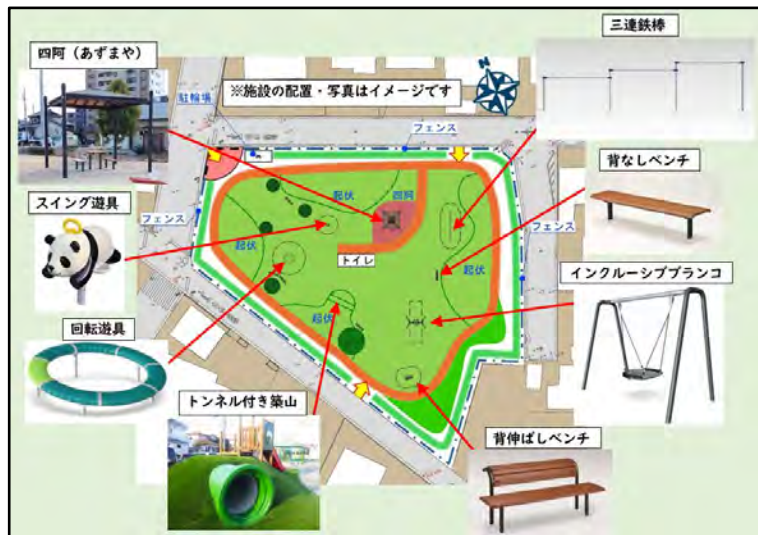 四阿（あずまや）
三連鉄棒
※施設の配置・写真はイメージです
駐輪場
フェンス
背なしベンチ
スイング遊具
フェンス
起伏
四阿
フェンス
起伏
トイレ
起伏
インクルーシブブランコ
回転遊具
起伏
トンネル付き築山
背伸ばしベンチ